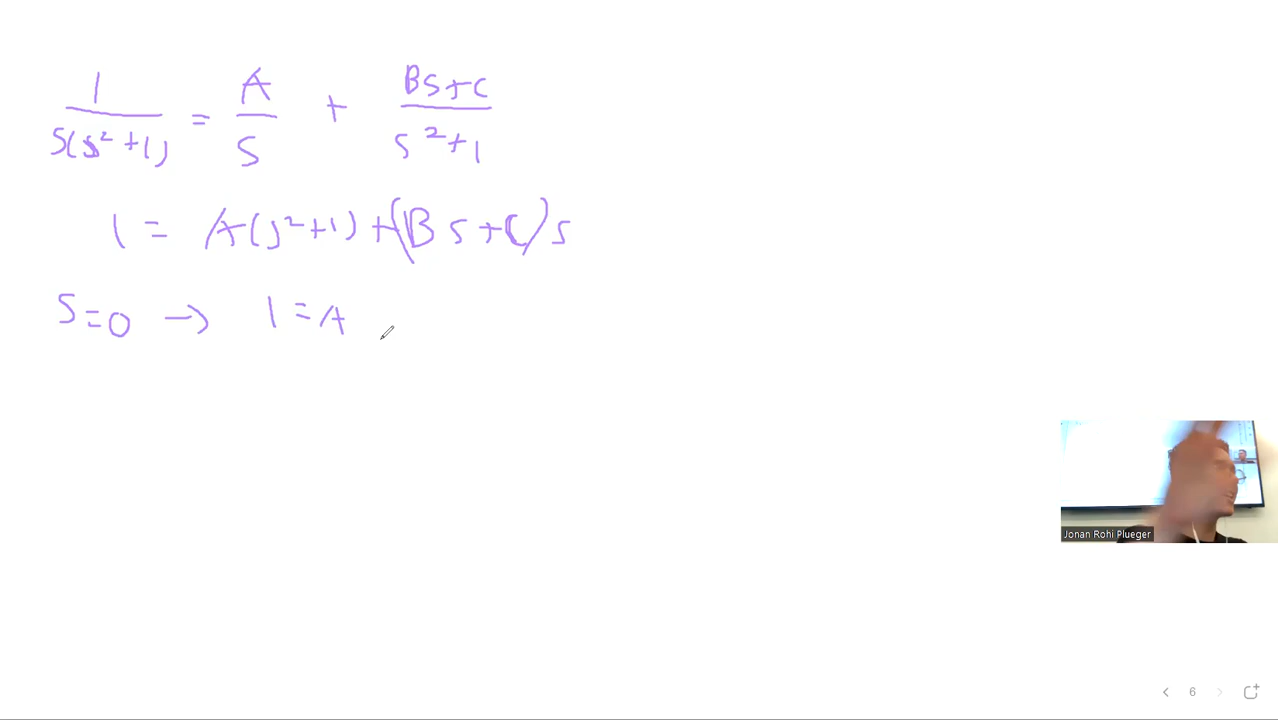 1/(S(s²+1)) = A/S + (Bs+C)/(s²+1)
1 = A(s²+1)+(Bs+C)s
S=0 → 1=A
Jonan Rohi Plueger
6